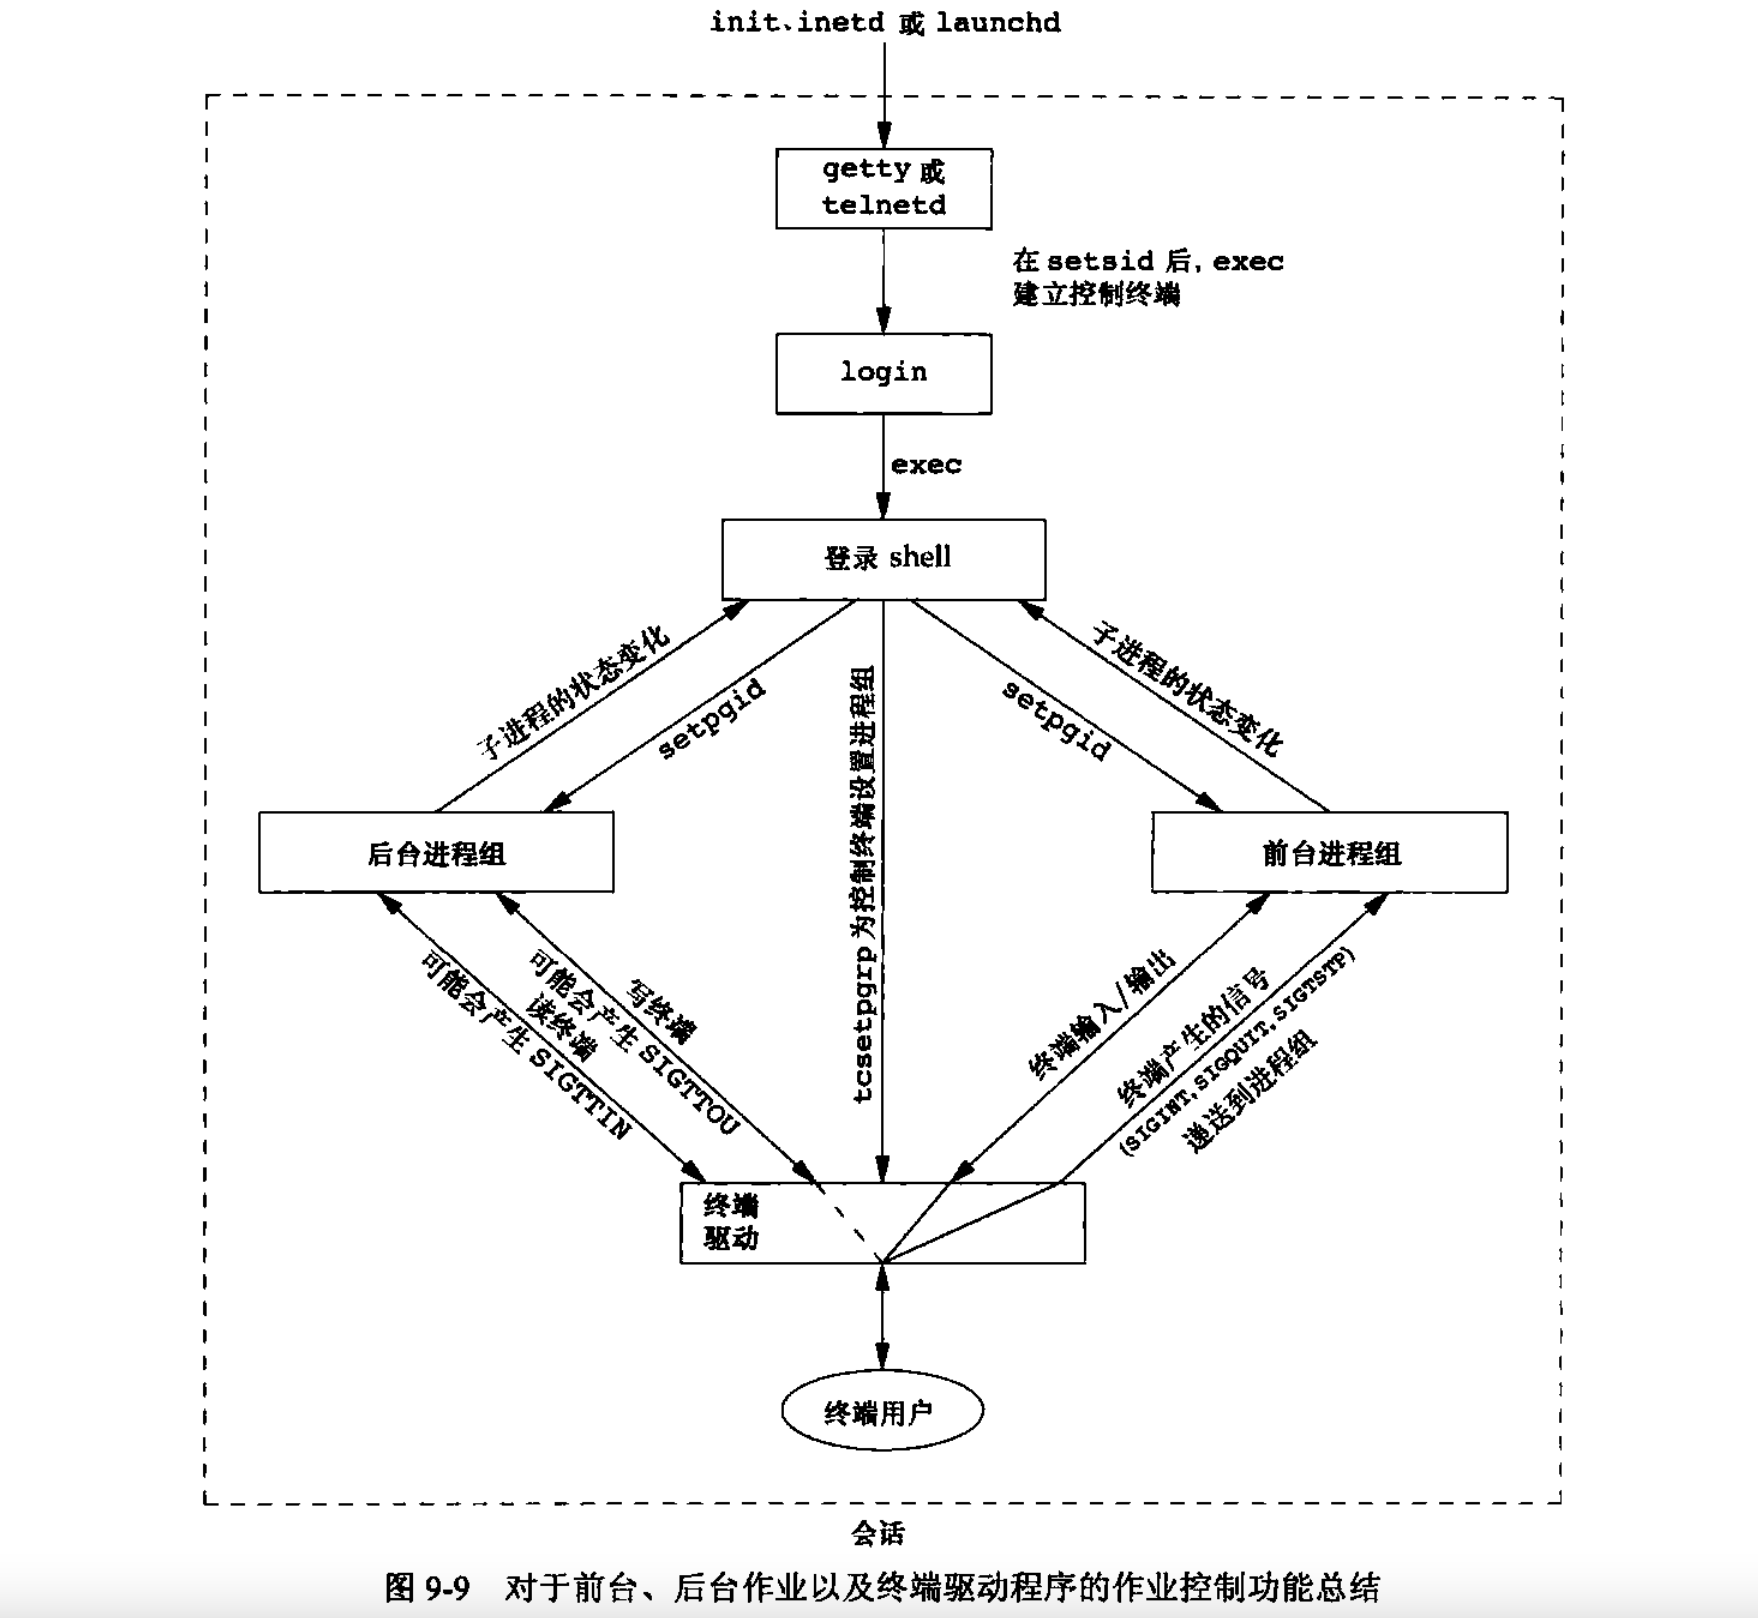 init、inetd 或 launchd
getty 或
telnetd
在 setsid 后, exec
建立控制终端
login
exec
登录 shell
子进程的状态变化
setpgid
tcsetpgrp 为控制终端设置进程组
setpgid
子进程的状态变化
后台进程组
前台进程组
读终端
可能会产生 SIGTTIN
写终端
可能会产生 SIGTTOU
终端输入/输出
终端产生的信号
(SIGINT, SIGQUIT, SIGTSTP)
递送到进程组
终端
驱动
终端用户
会话
图 9-9 对于前台、后台作业以及终端驱动程序的作业控制功能总结